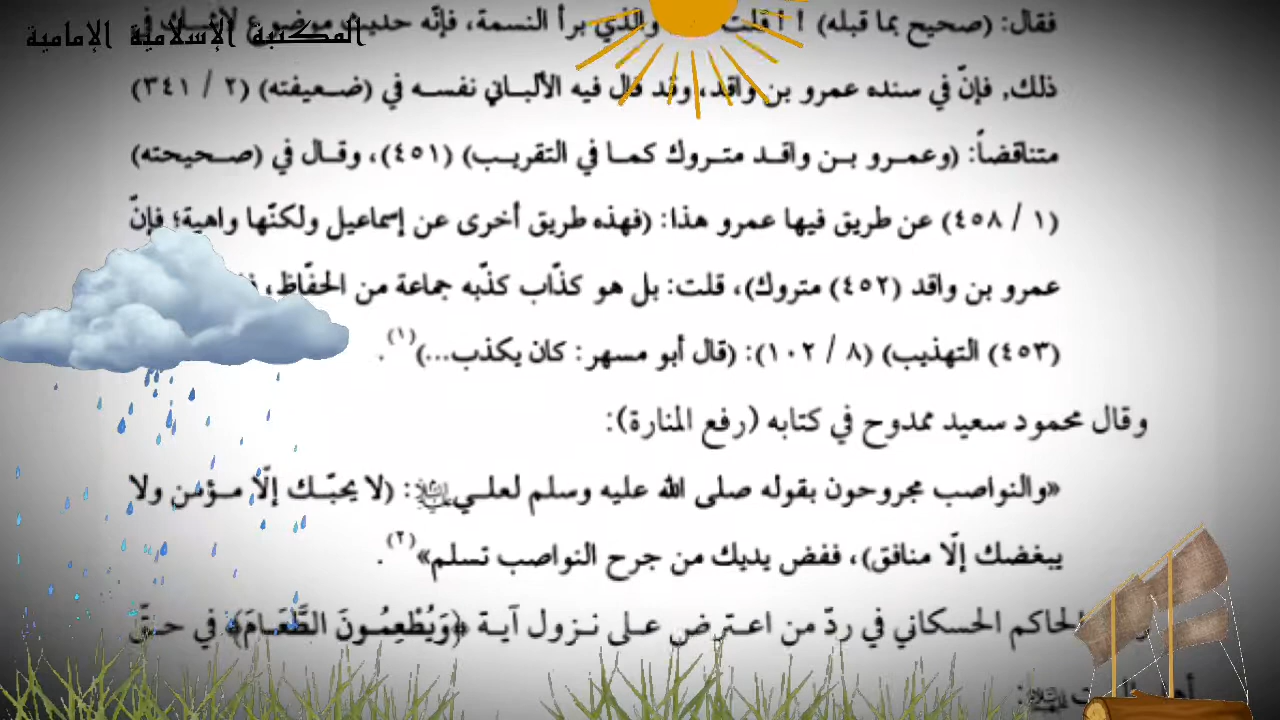 المكتبة الإسلامية الإمامية
فقال: (صحيح بما قبله) والذي برأ النسمة، فإنّه حديث موضوع في
ذلك, فإنّ في سنده عمرو بن واقد، وقد قال فيه الألباني نفسه في (ضعيفته) (٢ / ٣٤١)
متناقضاً: (وعمرو بن واقد متروك كما في التقريب) (٤٥١)، وقال في (صحيحته)
(١ / ٤٥٨) عن طريق فيها عمرو هذا: (فهذه طريق أخرى عن إسماعيل ولكنّها واهية؛ فإنّ
عمرو بن واقد (٤٥٢) متروك)، قلت: بل هو كذّاب كذّبه جماعة من الحفّاظ،
(٤٥٣) التهذيب) (٨ / ١٠٢): (قال أبو مسهر: كان يكذب...)(١).
وقال محمود سعيد ممدوح في كتابه (رفع المنارة):
«والنواصب مجروحون بقوله صلى الله عليه وسلم لعلي: (لا يحبّك إلّا مؤمن ولا
يبغضك إلّا منافق)، ففض يديك من جرح النواصب تسلم»(٢).
الحاكم الحسكاني في ردّ من اعترض على نزول آية ﴿وَيُطْعِمُونَ الطَّعَامَ﴾ في حقّ